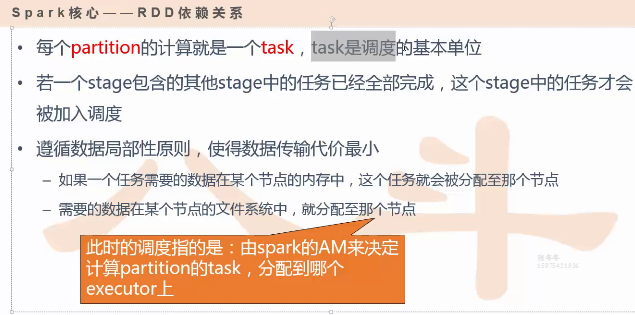 Spark核心——RDD依赖关系
• 每个partition的计算就是一个task，task是调度的基本单位
• 若一个stage包含的其他stage中的任务已经全部完成，这个stage中的任务才会
被加入调度
• 遵循数据局部性原则，使得数据传输代价最小
– 如果一个任务需要的数据在某个节点的内存中，这个任务就会被分配至那个节点
– 需要的数据在某个节点的文件系统中，就分配至那个节点
此时的调度指的是：由spark的AM来决定
计算partition的task，分配到哪个
executor上
八斗